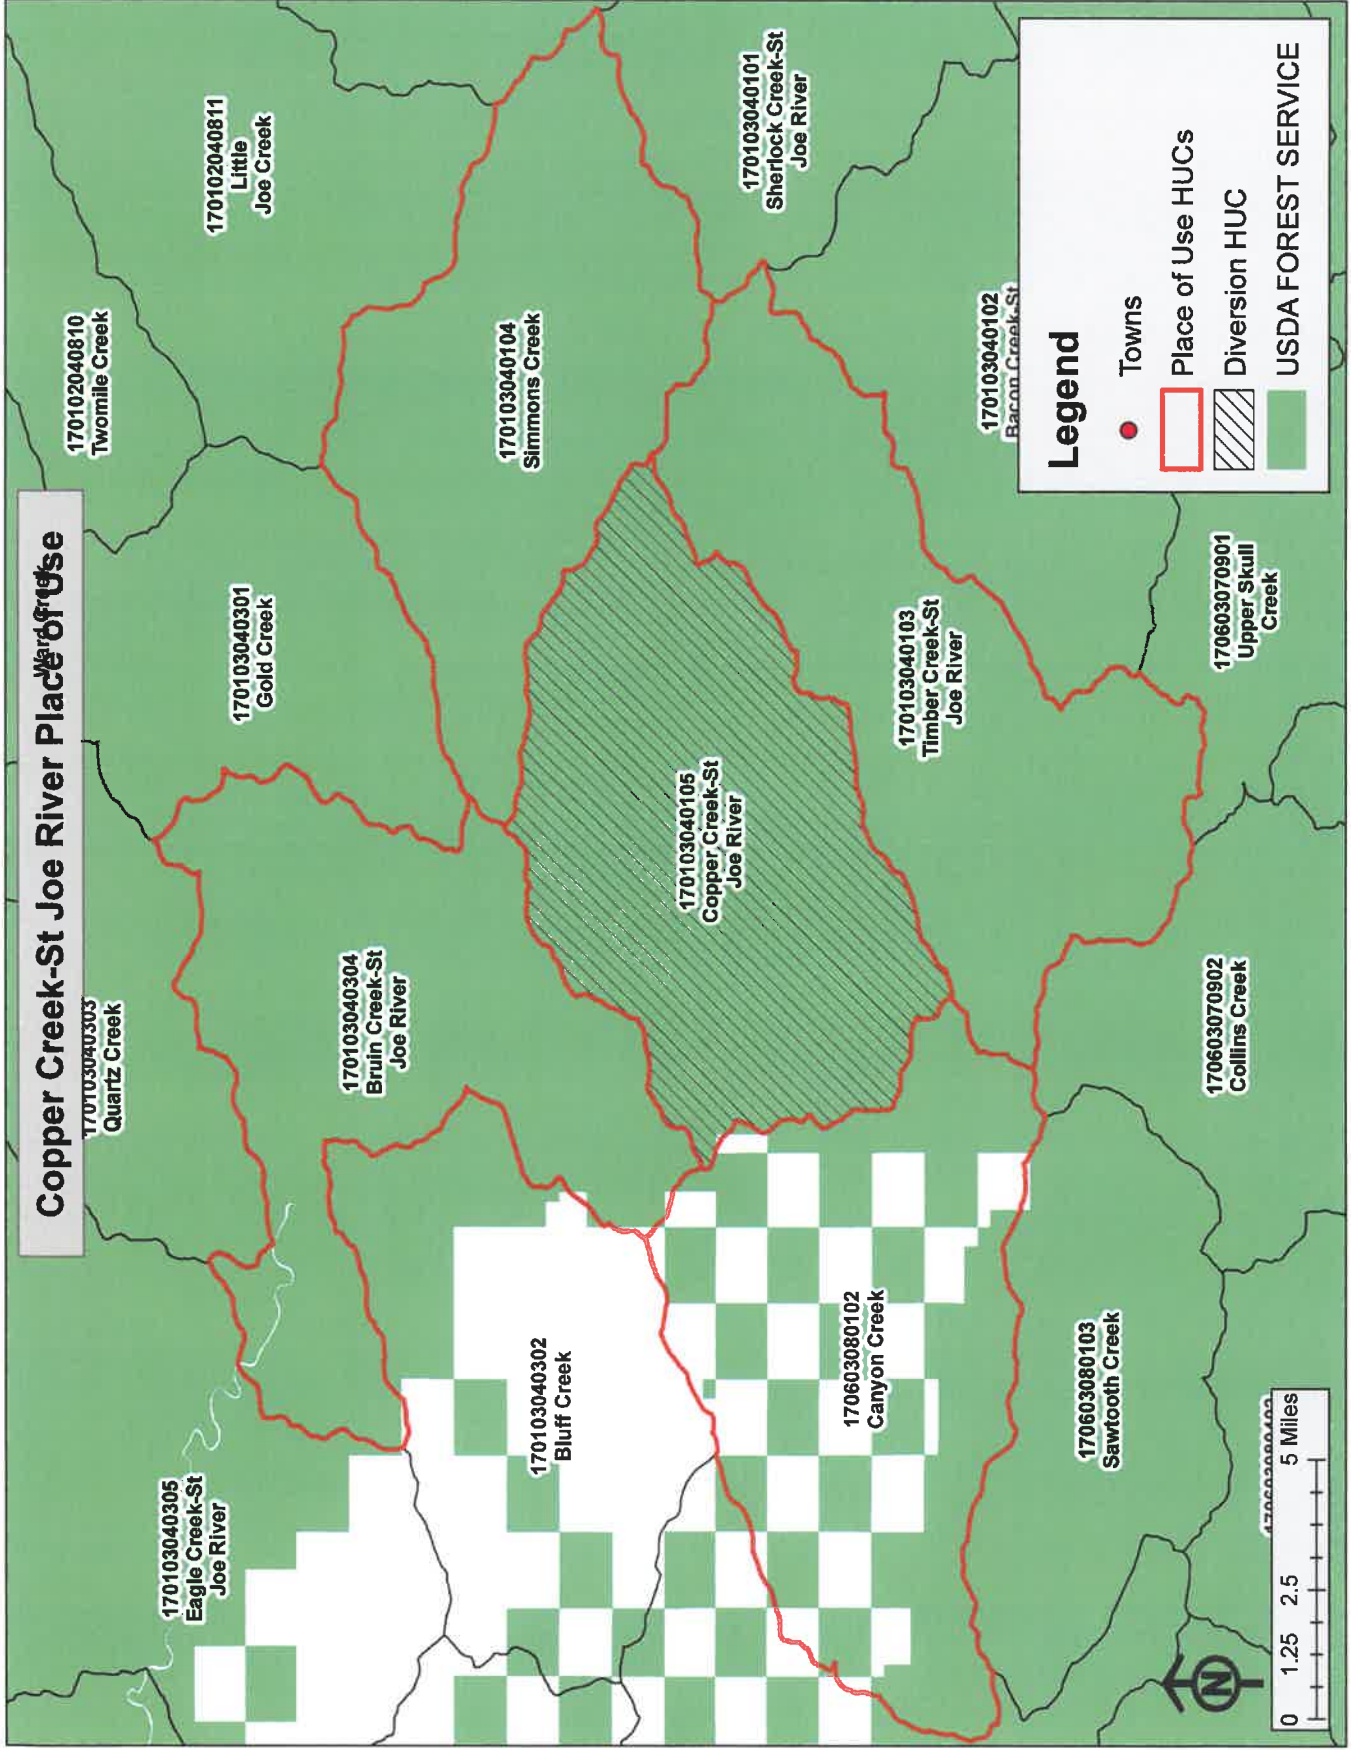 Copper Creek-St Joe River Place of Use
Ward Creek
170102040810
Twomile Creek
170102040811
Little
Joe Creek
170103040303
Quartz Creek
170103040301
Gold Creek
170103040305
Eagle Creek-St
Joe River
170103040304
Bruin Creek-St
Joe River
170103040104
Simmons Creek
170103040101
Sherlock Creek-St
Joe River
170103040302
Bluff Creek
170103040105
Copper Creek-St
Joe River
170603080102
Canyon Creek
170103040103
Timber Creek-St
Joe River
170103040102
Bacon Creek-St
170603080103
Sawtooth Creek
170603070902
Collins Creek
170603070901
Upper Skull
Creek
Legend
Towns
Place of Use HUCs
Diversion HUC
USDA FOREST SERVICE
N
0 1.25 2.5 5 Miles